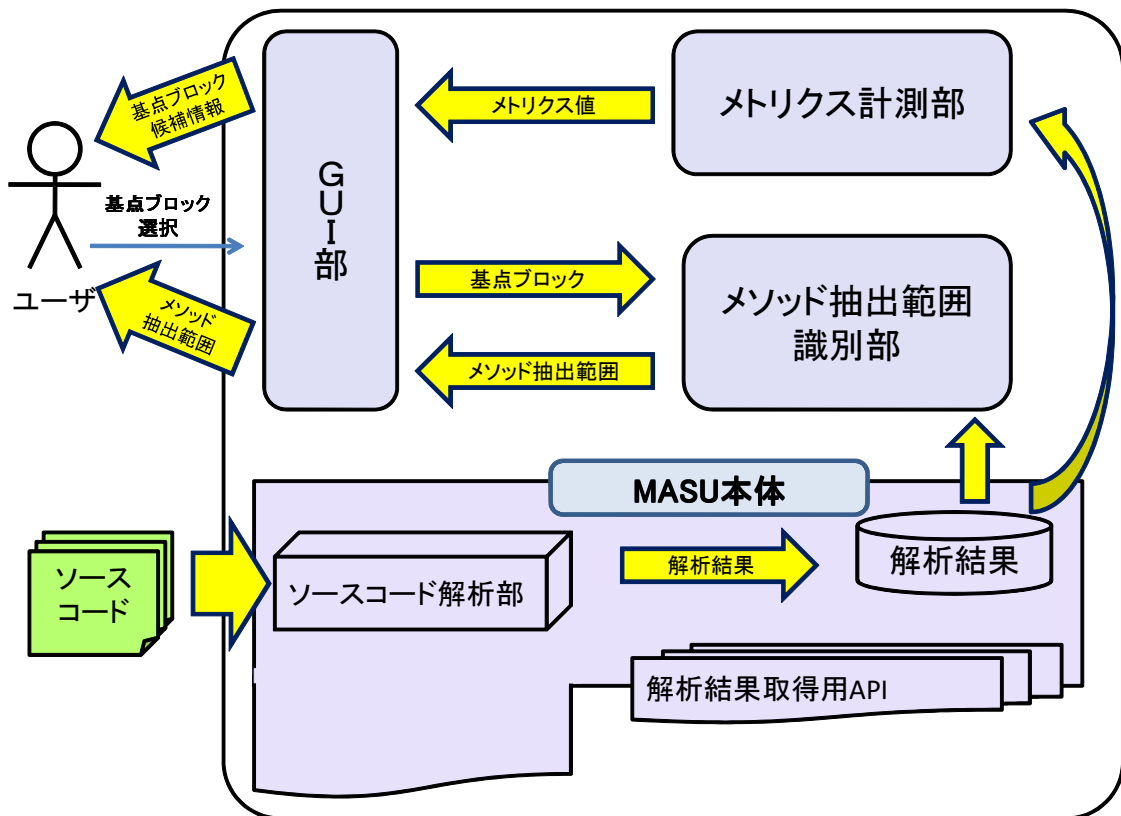 基点ブロック
候補情報
メトリクス値
メトリクス計測部
GUI部
基点ブロック
選択
ユーザ
メソッド
抽出範囲
基点ブロック
メソッド抽出範囲
メソッド抽出範囲
識別部
MASU本体
ソース
コード
ソースコード解析部
解析結果
解析結果
解析結果取得用API